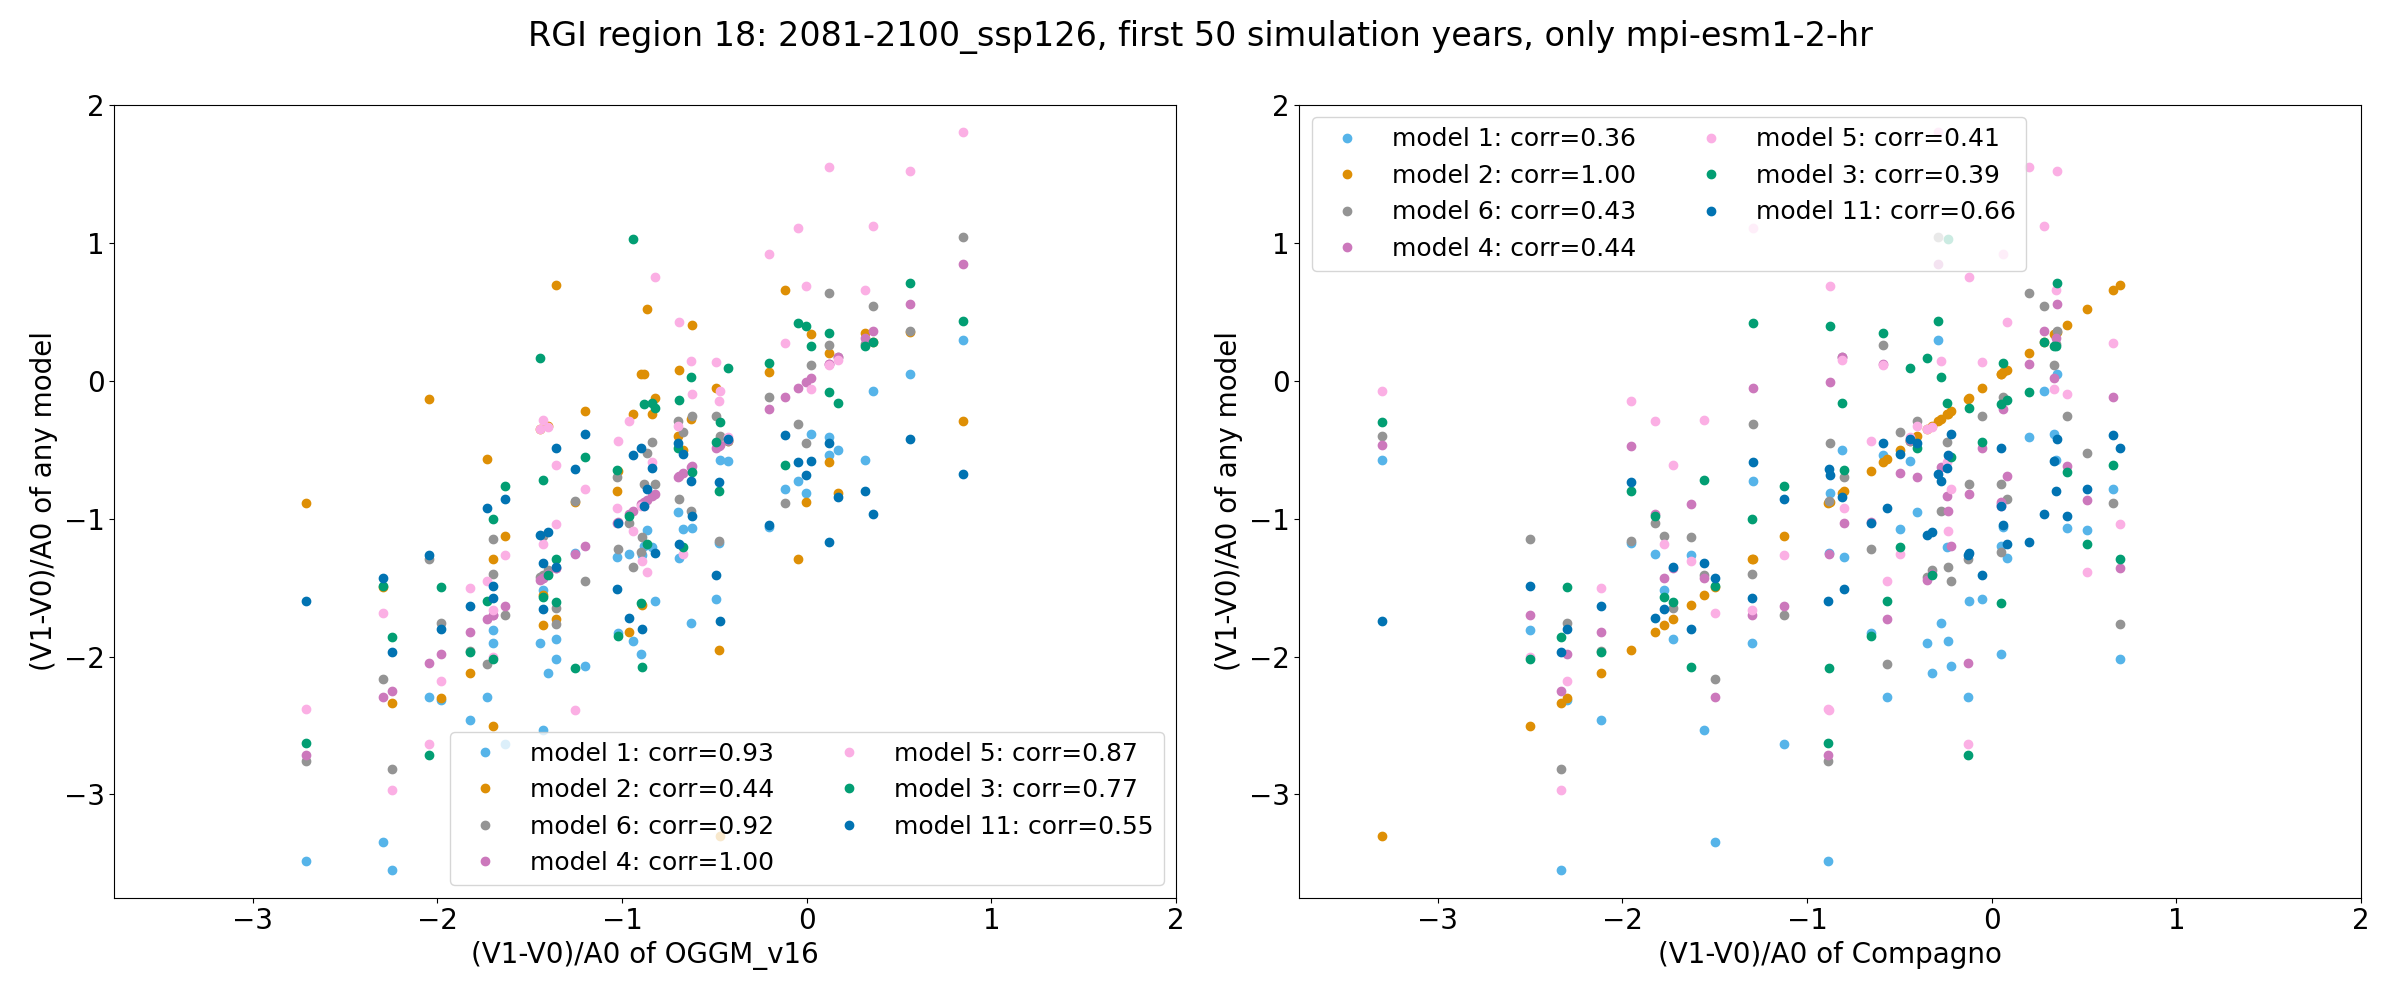 RGI region 18: 2081-2100_ssp126, first 50 simulation years, only mpi-esm1-2-hr
(V1-V0)/A0 of any model
2
1
0
−1
−2
−3
model 1: corr=0.93
model 2: corr=0.44
model 6: corr=0.92
model 4: corr=1.00
model 5: corr=0.87
model 3: corr=0.77
model 11: corr=0.55
−3 −2 −1 0 1 2
(V1-V0)/A0 of OGGM_v16
(V1-V0)/A0 of any model
2
1
0
−1
−2
−3
model 1: corr=0.36
model 2: corr=1.00
model 6: corr=0.43
model 4: corr=0.44
model 5: corr=0.41
model 3: corr=0.39
model 11: corr=0.66
−3 −2 −1 0 1 2
(V1-V0)/A0 of Compagno